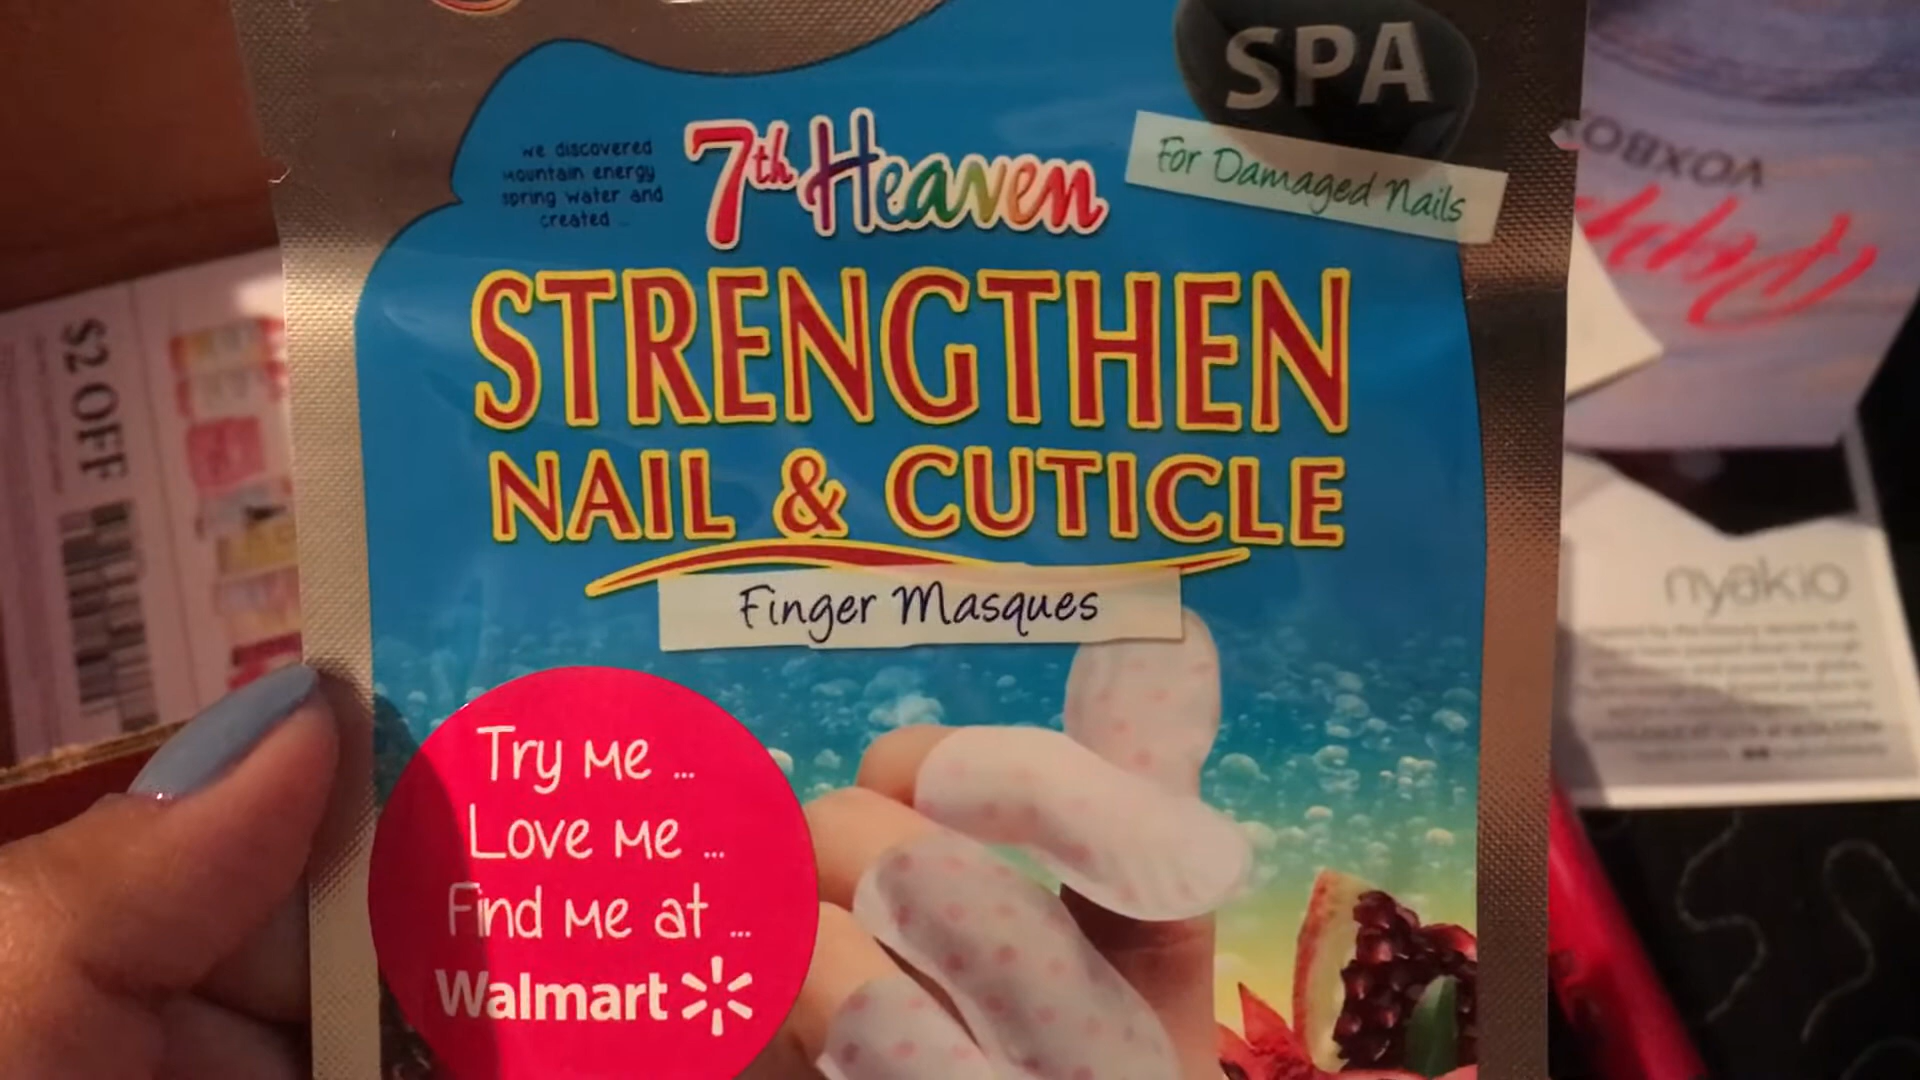 SPA
For Damaged Nails
we discovered
mountain energy
spring water and
created ...
7th Heaven
STRENGTHEN
NAIL & CUTICLE
Finger Masques
Try me ...
Love me ...
Find me at ...
Walmart
$2 OFF
VOXBOX
nyakio